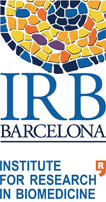 IRB
BARCELONA
INSTITUTE
FOR RESEARCH
IN BIOMEDICINE
R